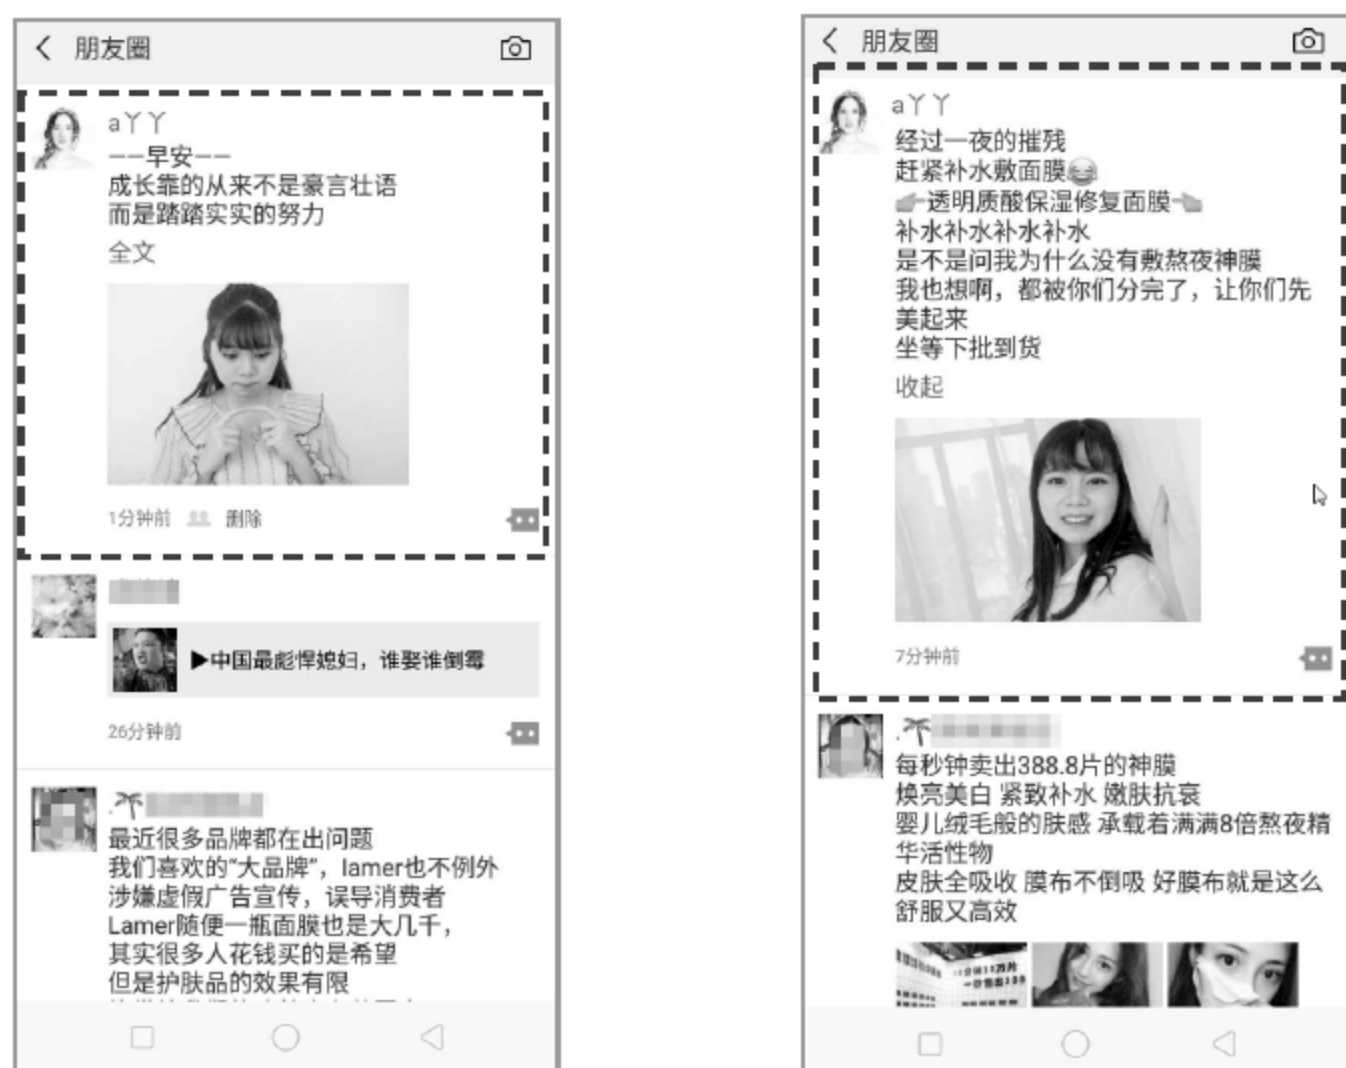 朋友圈
aㄚㄚ
——早安——
成长靠的从来不是豪言壮语
而是踏踏实实的努力
全文
1分钟前 删除
▶中国最彪悍媳妇，谁娶谁倒霉
26分钟前
最近很多品牌都在出问题
我们喜欢的“大品牌”，lamer也不例外
涉嫌虚假广告宣传，误导消费者
Lamer随便一瓶面膜也是大几千，
其实很多人花钱买的是希望
但是护肤品的效果有限
朋友圈
aㄚㄚ
经过一夜的摧残
赶紧补水敷面膜😂
👉透明质酸保湿修复面膜👈
补水补水补水补水
是不是问我为什么没有敷熬夜神膜
我也想啊，都被你们分完了，让你们先
美起来
坐等下批到货
收起
7分钟前
每秒钟卖出388.8片的神膜
焕亮美白 紧致补水 嫩肤抗衰
婴儿绒毛般的肤感 承载着满满8倍熬夜精
华活性物
皮肤全吸收 膜布不倒吸 好膜布就是这么
舒服又高效